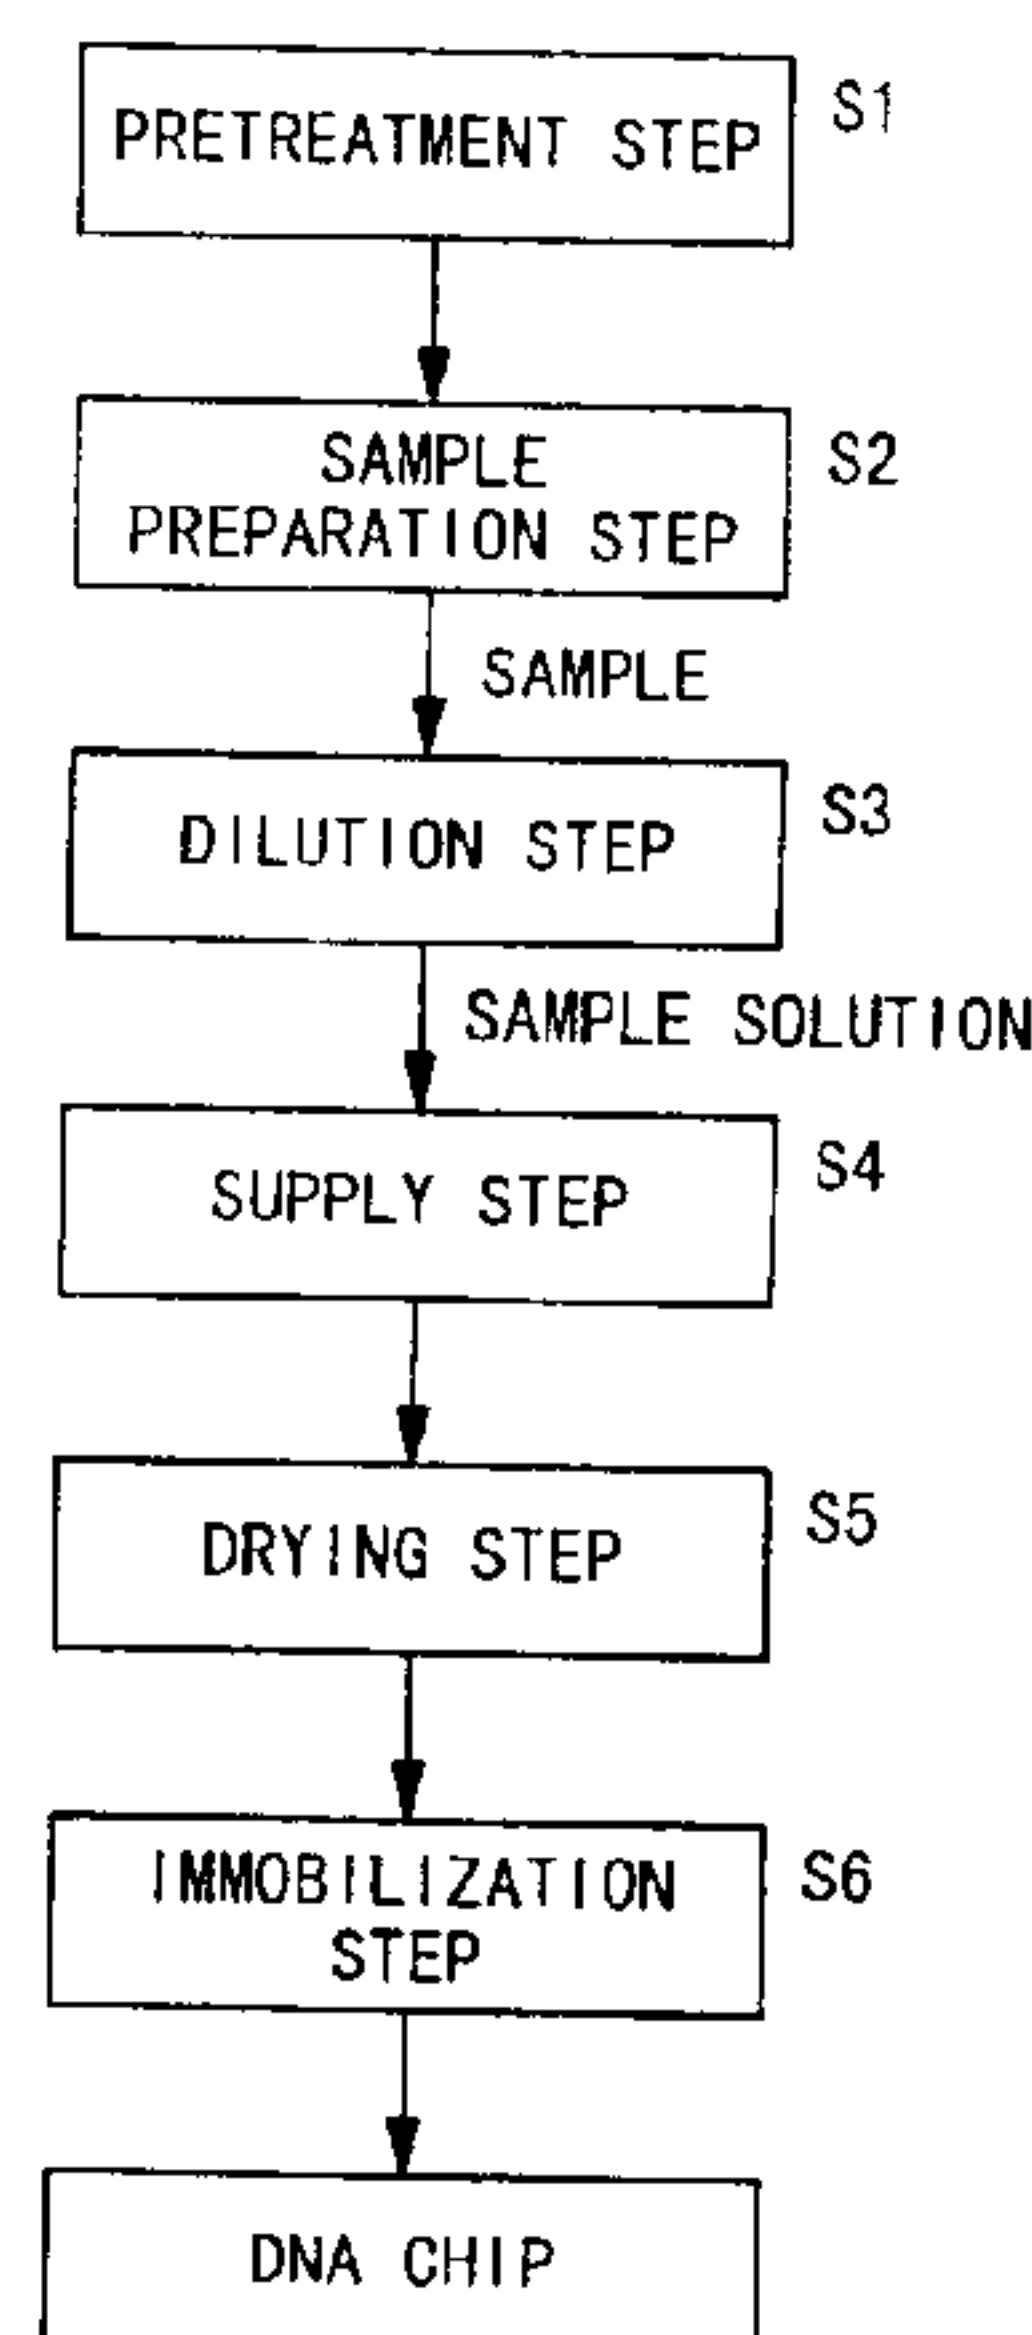 PRETREATMENT STEP
S1
SAMPLE
PREPARATION STEP
S2
SAMPLE
DILUTION STEP
S3
SAMPLE SOLUTION
SUPPLY STEP
S4
DRYING STEP
S5
IMMOBILIZATION
STEP
S6
DNA CHIP